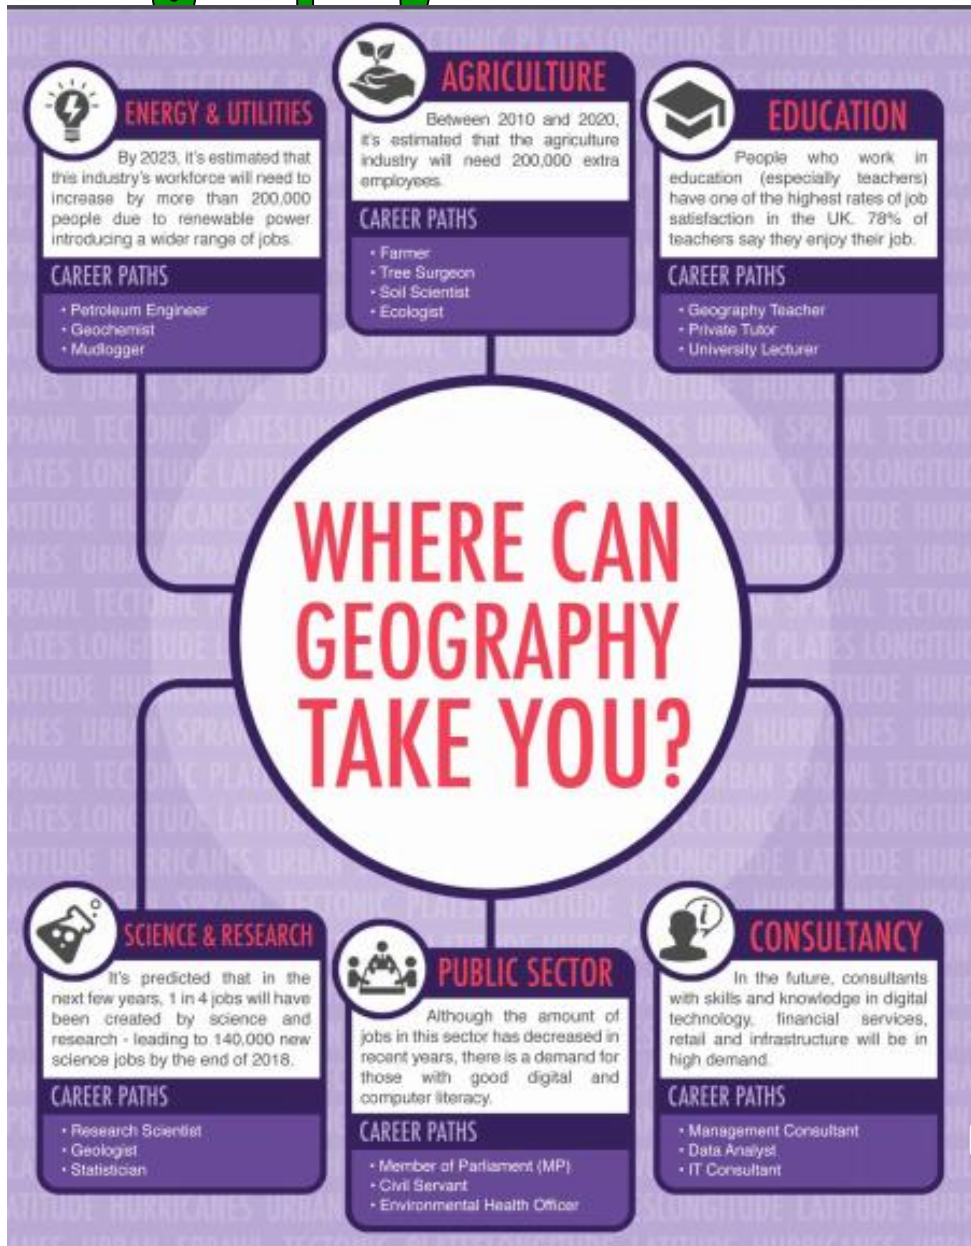 ENERGY & UTILITIES
By 2023, it's estimated that
this industry's workforce will need to
increase by more than 200,000
people due to renewable power
introducing a wider range of jobs.
CAREER PATHS
• Petroleum Engineer
• Geochemist
• Mudlogger
AGRICULTURE
Between 2010 and 2020,
it's estimated that the agriculture
industry will need 200,000 extra
employees.
CAREER PATHS
• Farmer
• Tree Surgeon
• Soil Scientist
• Ecologist
EDUCATION
People who work in
education (especially teachers)
have one of the highest rates of job
satisfaction in the UK. 78% of
teachers say they enjoy their job.
CAREER PATHS
• Geography Teacher
• Private Tutor
• University Lecturer
WHERE CAN
GEOGRAPHY
TAKE YOU?
SCIENCE & RESEARCH
It's predicted that in the
next few years, 1 in 4 jobs will have
been created by science and
research - leading to 140,000 new
science jobs by the end of 2018.
CAREER PATHS
• Research Scientist
• Geologist
• Statistician
PUBLIC SECTOR
Although the amount of
jobs in this sector has decreased in
recent years, there is a demand for
those with good digital and
computer literacy.
CAREER PATHS
• Member of Parliament (MP)
• Civil Servant
• Environmental Health Officer
CONSULTANCY
In the future, consultants
with skills and knowledge in digital
technology, financial services,
retail and infrastructure will be in
high demand.
CAREER PATHS
• Management Consultant
• Data Analyst
• IT Consultant